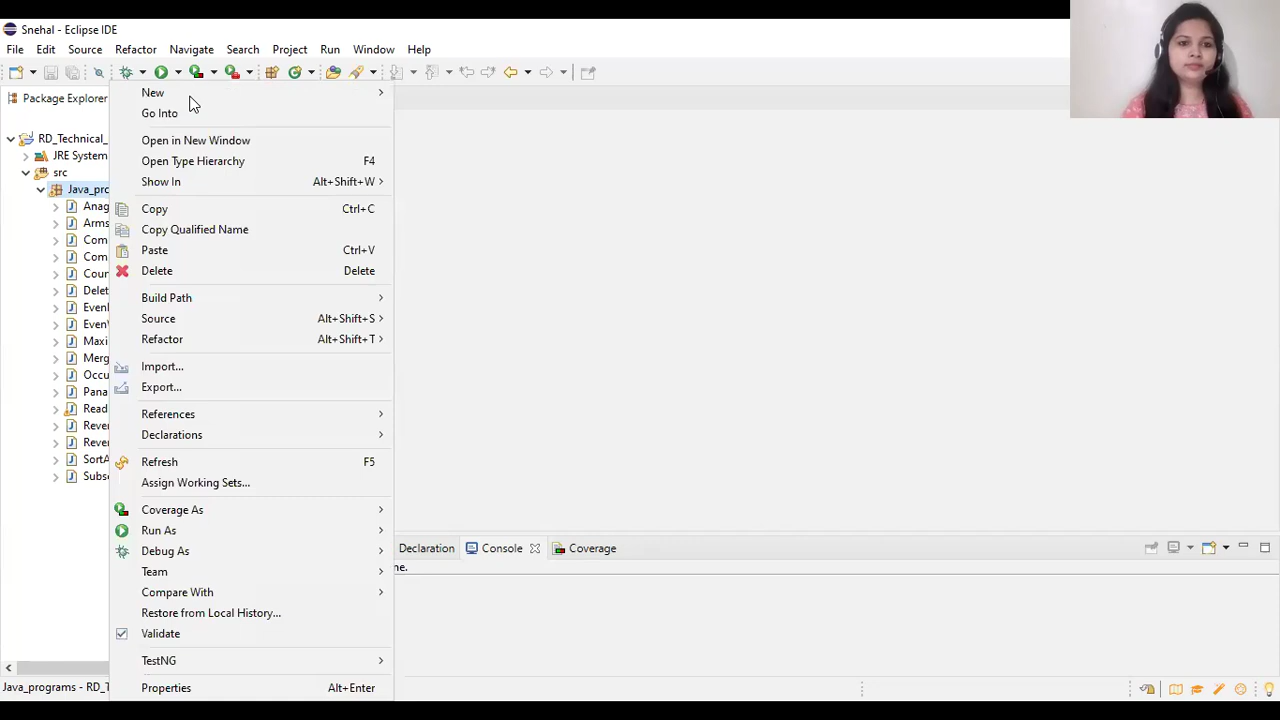 Snehal - Eclipse IDE
File Edit Source Refactor Navigate Search Project Run Window Help
Package Explorer
RD_Technical_
JRE System
src
Java_pro
Anag
Arms
Com
Com
Coun
Delet
Even
EvenV
Maxi
Merg
Occu
Pana
Read
Rever
Rever
SortA
Subse
New
Go Into
Open in New Window
Open Type Hierarchy F4
Show In Alt+Shift+W
Copy Ctrl+C
Copy Qualified Name
Paste Ctrl+V
Delete Delete
Build Path
Source Alt+Shift+S
Refactor Alt+Shift+T
Import...
Export...
References
Declarations
Refresh F5
Assign Working Sets...
Coverage As
Run As
Debug As
Team
Compare With
Restore from Local History...
Validate
TestNG
Properties Alt+Enter
Declaration Console Coverage
me.
Java_programs - RD_T